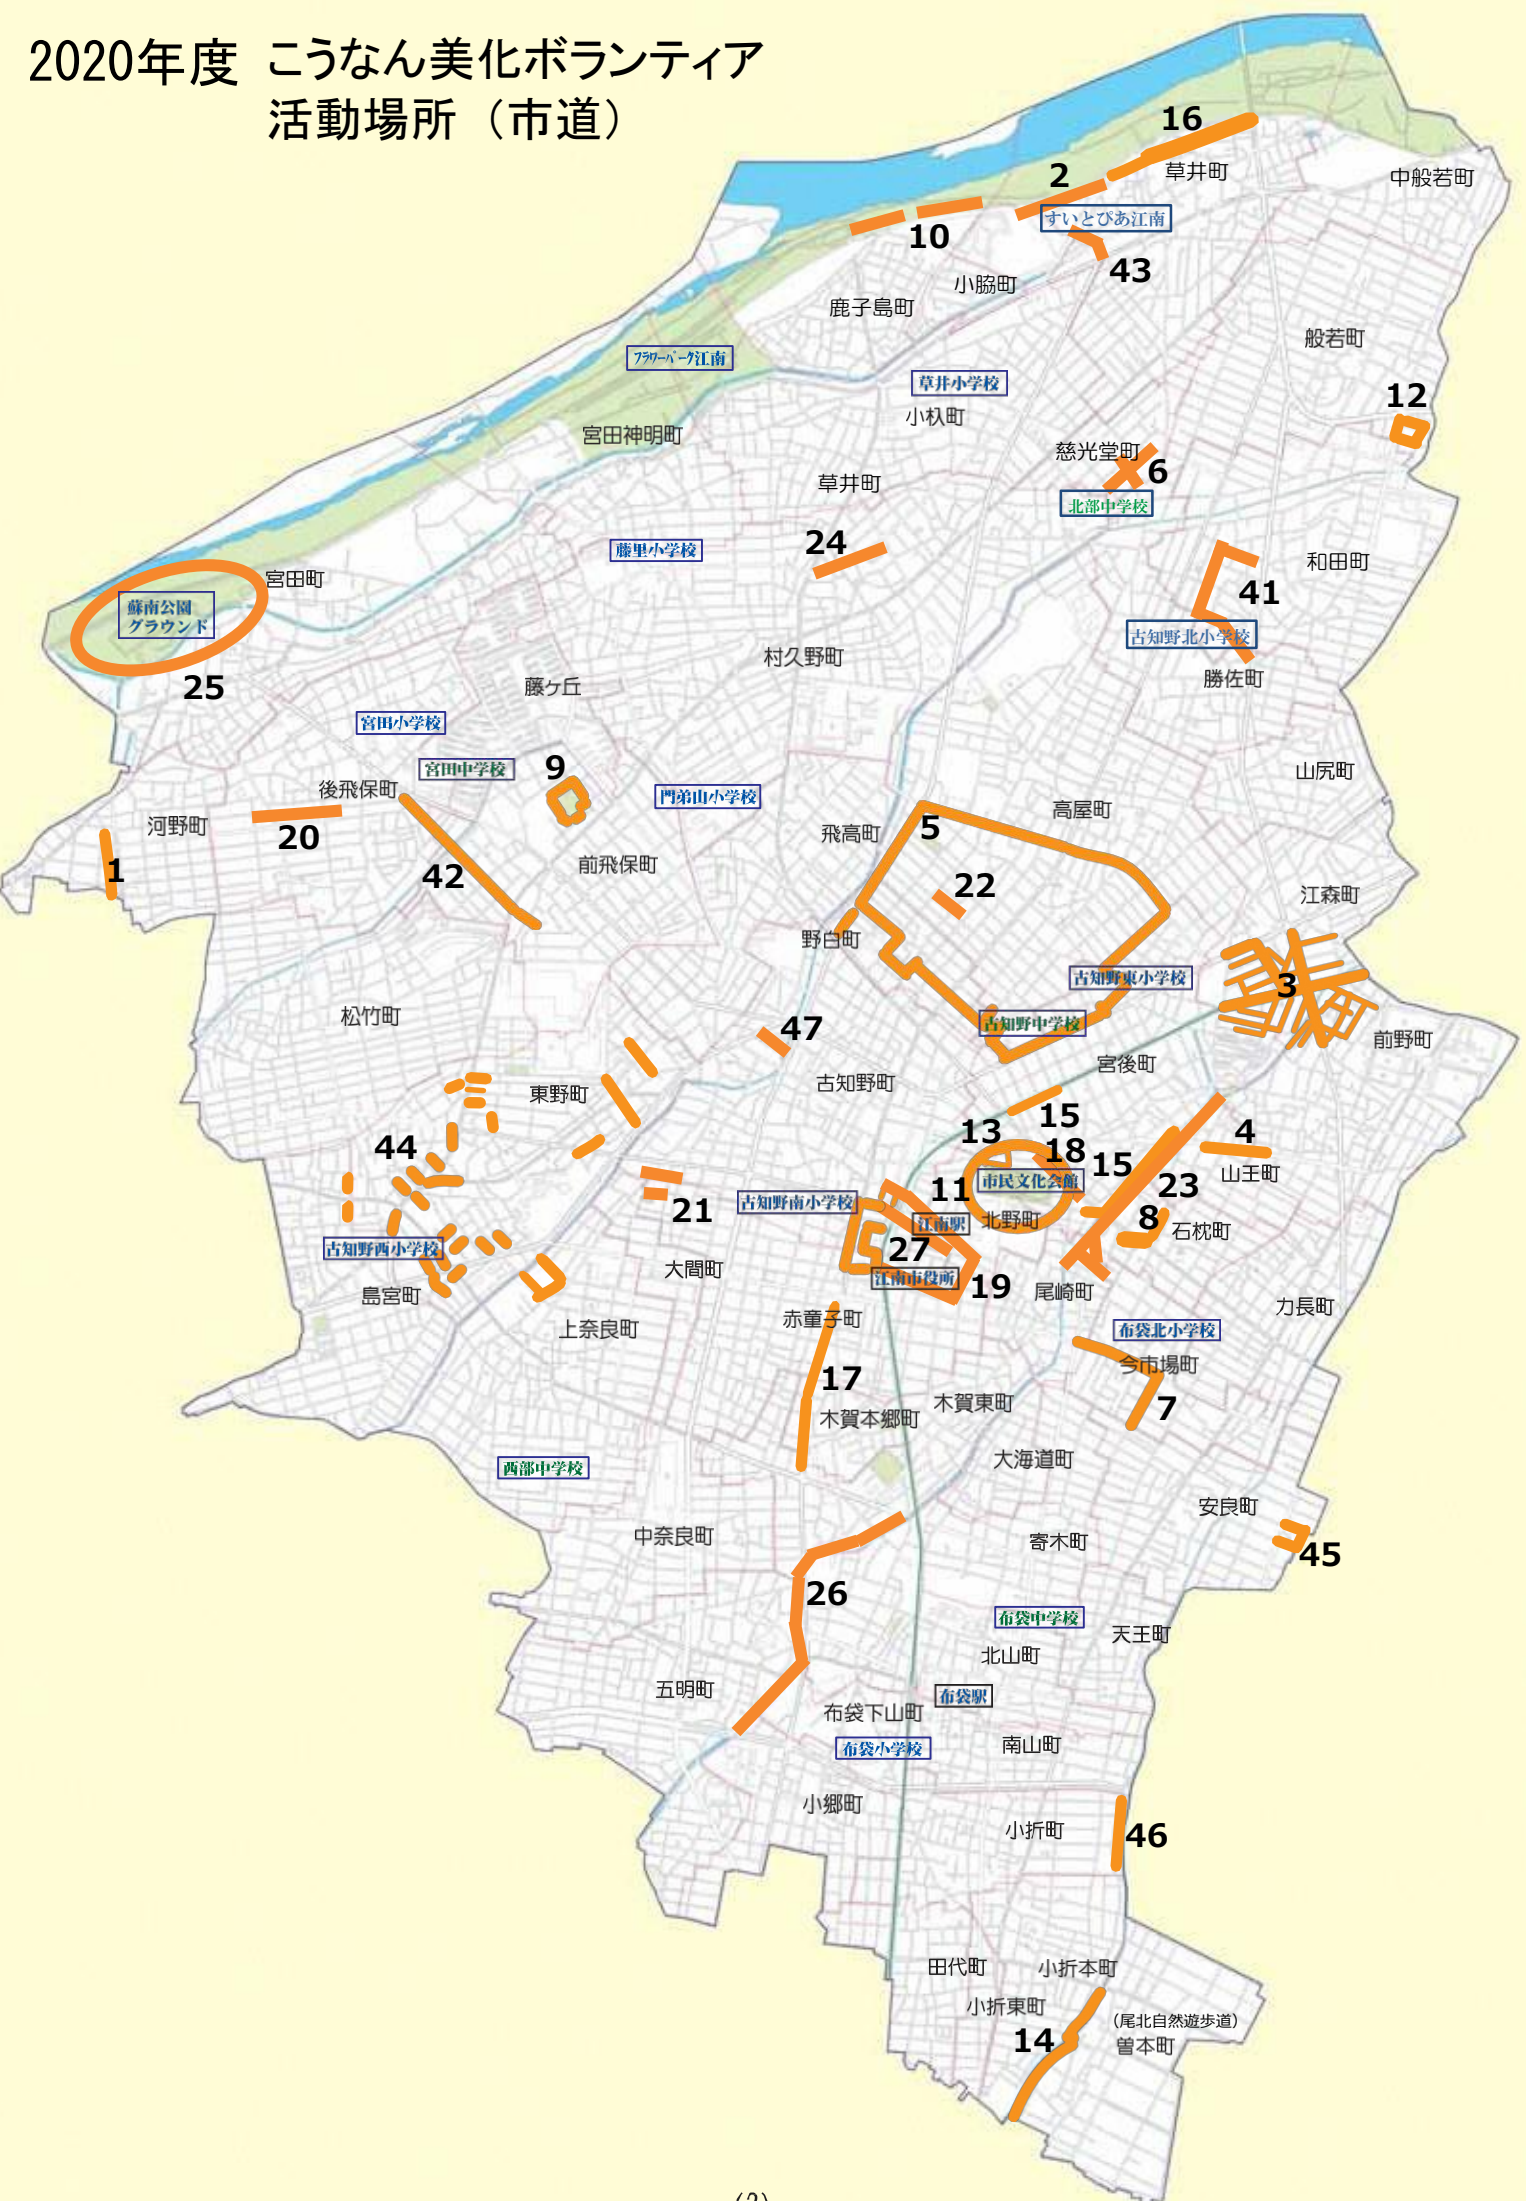 2020年度 こうなん美化ボランティア
活動場所（市道）
16
草井町
中般若町
2
すいとぴあ江南
10
43
小脇町
鹿子島町
般若町
フラワーパーク江南
草井小学校
12
小杁町
宮田神明町
慈光堂町
6
草井町
北部中学校
24
藤里小学校
和田町
宮田町
41
蘇南公園
グラウンド
古知野北小学校
村久野町
勝佐町
25
藤ヶ丘
宮田小学校
宮田中学校
9
山尻町
後飛保町
門弟山小学校
高屋町
河野町
20
飛高町
5
1
42
前飛保町
22
江森町
野白町
古知野東小学校
3
松竹町
47
古知野中学校
前野町
宮後町
東野町
古知野町
15
13
44
18
15
4
市民文化会館
山王町
23
21
古知野南小学校
11
江南駅
北野町
8
石枕町
古知野西小学校
27
大間町
江南市役所
19
尾崎町
島宮町
力長町
上奈良町
赤童子町
布袋北小学校
今市場町
17
7
木賀本郷町
木賀東町
大海道町
西部中学校
安良町
中奈良町
寄木町
45
26
布袋中学校
天王町
北山町
五明町
布袋駅
布袋下山町
布袋小学校
南山町
小郷町
小折町
46
田代町
小折本町
小折東町
（尾北自然遊歩道）
14
曽本町
(2)